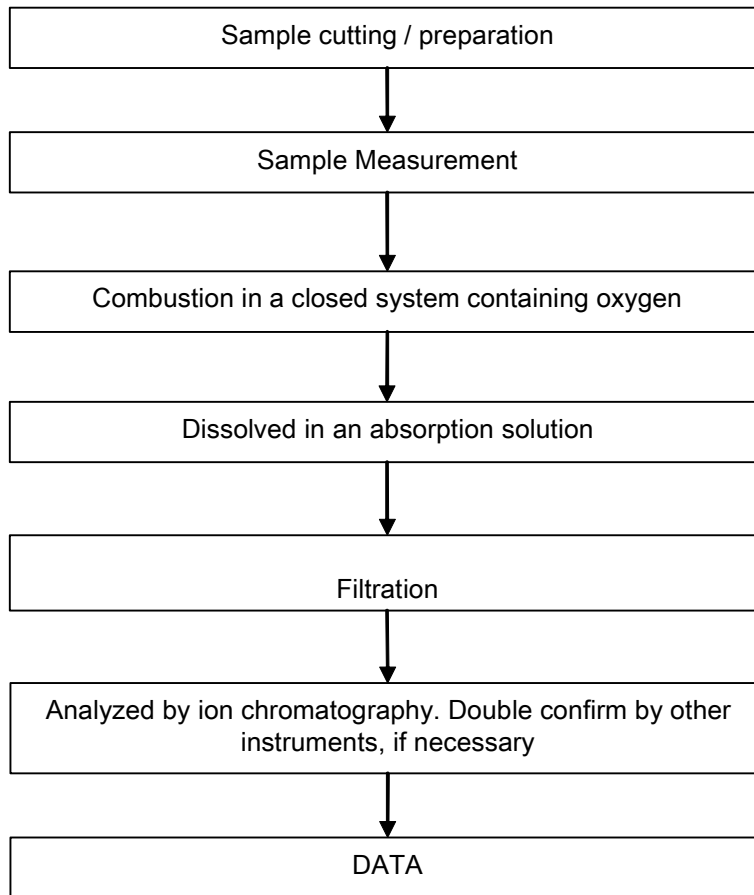 Sample cutting / preparation
Sample Measurement
Combustion in a closed system containing oxygen
Dissolved in an absorption solution
Filtration
Analyzed by ion chromatography. Double confirm by other
instruments, if necessary
DATA